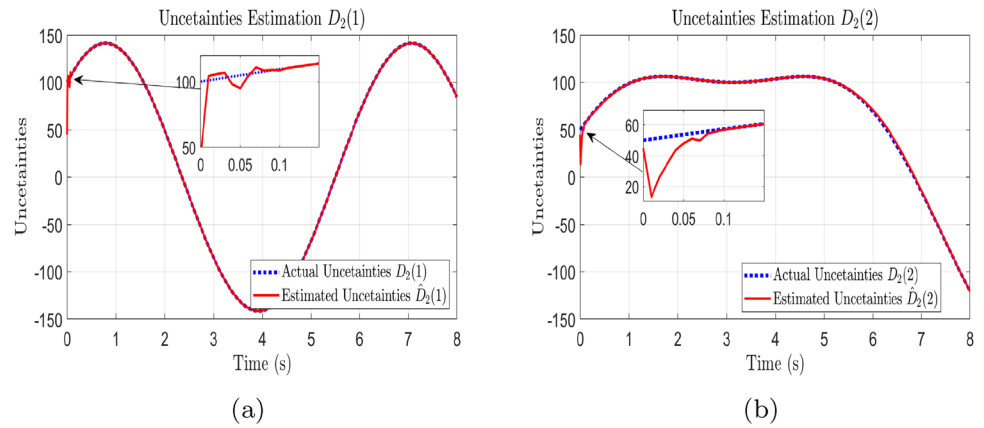 Uncetainties Estimation D₂(1)
150
100
50
0
-50
-100
-150
Uncetainties
100
50
0
0.05
0.1
Actual Uncetainties D₂(1)
Estimated Uncetainties D̂₂(1)
0 1 2 3 4 5 6 7 8
Time (s)
(a)
Uncetainties Estimation D₂(2)
150
100
50
0
-50
-100
-150
Uncetainties
60
40
20
0
0.05
0.1
Actual Uncetainties D₂(2)
Estimated Uncetainties D̂₂(2)
0 1 2 3 4 5 6 7 8
Time (s)
(b)